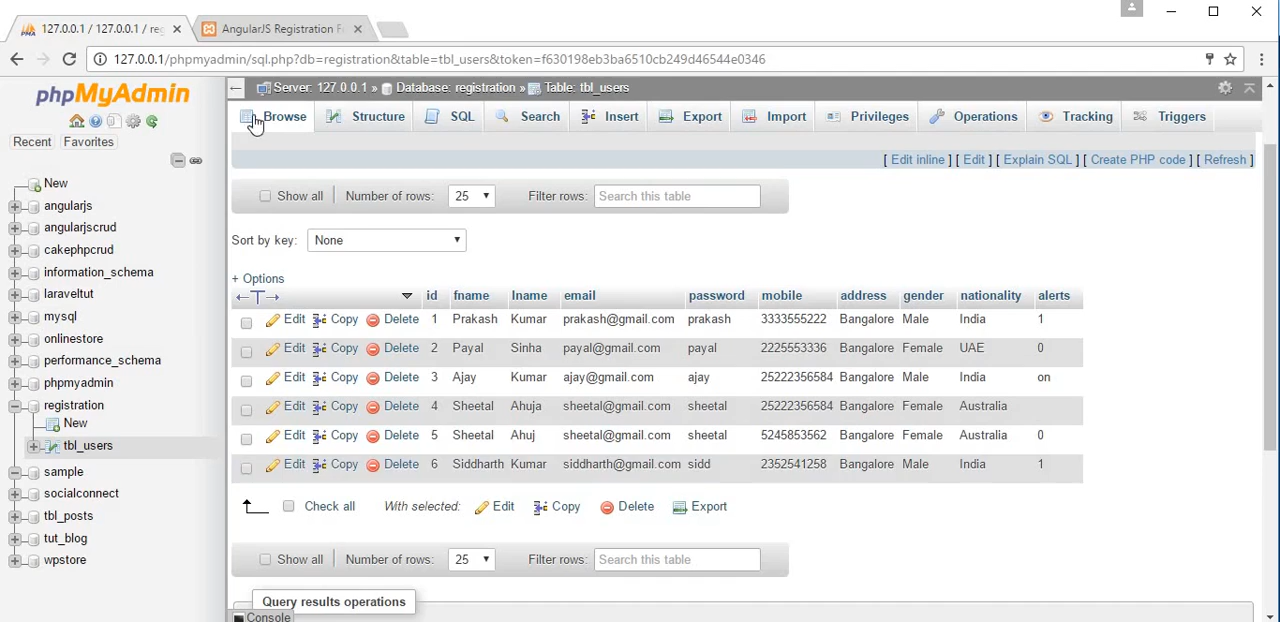 127.0.0.1 / 127.0.0.1 / reg
AngularJS Registration F
127.0.0.1/phpmyadmin/sql.php?db=registration&table=tbl_users&token=f630198eb3ba6510cb249d46544e0346
phpMyAdmin
Recent Favorites
New
angularjs
angularjscrud
cakephpcrud
information_schema
laraveltut
mysql
onlinestore
performance_schema
phpmyadmin
registration
New
tbl_users
sample
socialconnect
tbl_posts
tut_blog
wpstore
Server: 127.0.0.1 » Database: registration » Table: tbl_users
Browse Structure SQL Search Insert Export Import Privileges Operations Tracking Triggers
[ Edit inline ] [ Edit ] [ Explain SQL ] [ Create PHP code ] [ Refresh ]
Show all Number of rows: 25 Filter rows: Search this table
Sort by key: None
+ Options
id fname lname email password mobile address gender nationality alerts
Edit Copy Delete 1 Prakash Kumar prakash@gmail.com prakash 3333555222 Bangalore Male India 1
Edit Copy Delete 2 Payal Sinha payal@gmail.com payal 2225553336 Bangalore Female UAE 0
Edit Copy Delete 3 Ajay Kumar ajay@gmail.com ajay 25222356584 Bangalore Male India on
Edit Copy Delete 4 Sheetal Ahuja sheetal@gmail.com sheetal 25222356584 Bangalore Female Australia
Edit Copy Delete 5 Sheetal Ahuj sheetal@gmail.com sheetal 5245853562 Bangalore Female Australia 0
Edit Copy Delete 6 Siddharth Kumar siddharth@gmail.com sidd 2352541258 Bangalore Male India 1
Check all With selected: Edit Copy Delete Export
Show all Number of rows: 25 Filter rows: Search this table
Query results operations
Console